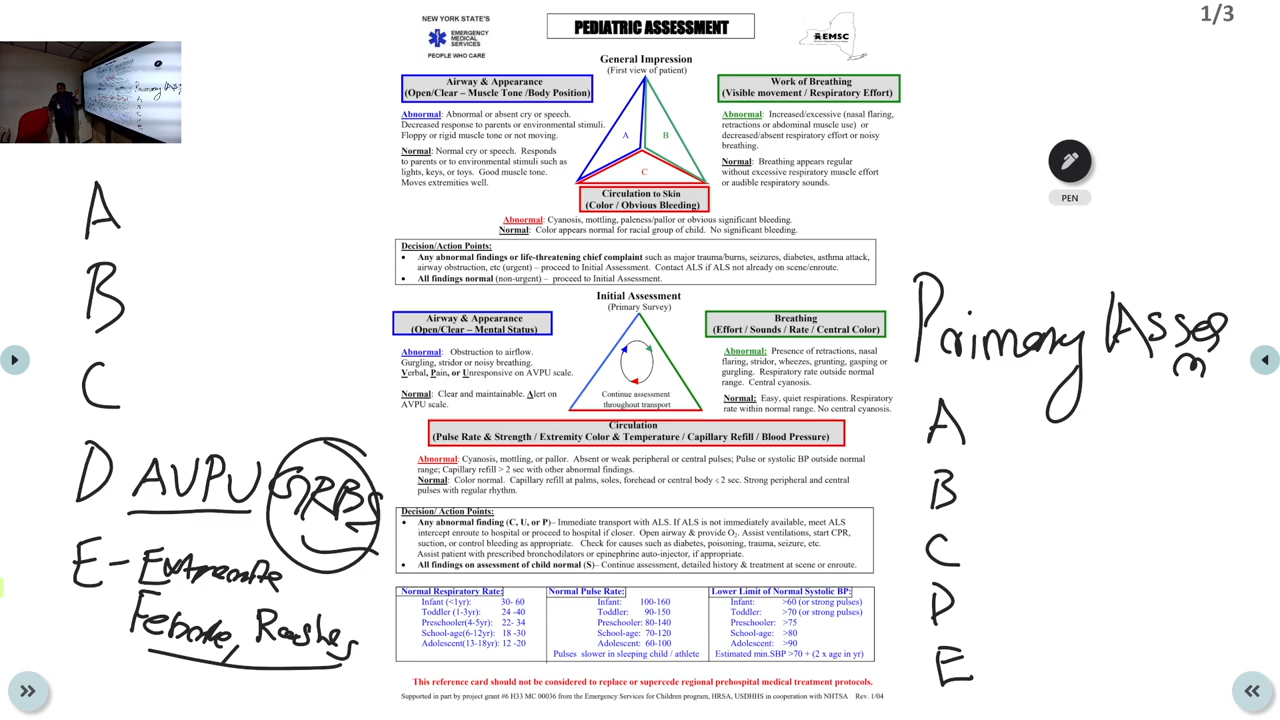 1/3
NEW YORK STATE'S
EMERGENCY
MEDICAL
SERVICES
PEOPLE WHO CARE
PEDIATRIC ASSESSMENT
REMSC
General Impression
(First view of patient)
Airway & Appearance
(Open/Clear – Muscle Tone /Body Position)
Abnormal: Abnormal or absent cry or speech.
Decreased response to parents or environmental stimuli.
Floppy or rigid muscle tone or not moving.
Normal: Normal cry or speech. Responds
to parents or to environmental stimuli such as
lights, keys, or toys. Good muscle tone.
Moves extremities well.
A
B
C
Work of Breathing
(Visible movement / Respiratory Effort)
Abnormal: Increased/excessive (nasal flaring,
retractions or abdominal muscle use) or
decreased/absent respiratory effort or noisy
breathing.
Normal: Breathing appears regular
without excessive respiratory muscle effort
or audible respiratory sounds.
Circulation to Skin
(Color / Obvious Bleeding)
Abnormal: Cyanosis, mottling, paleness/pallor or obvious significant bleeding.
Normal: Color appears normal for racial group of child. No significant bleeding.
Decision/Action Points:
• Any abnormal findings or life-threatening chief complaint such as major trauma/burns, seizures, diabetes, asthma attack,
airway obstruction, etc (urgent) – proceed to Initial Assessment. Contact ALS if ALS not already on scene/enroute.
• All findings normal (non-urgent) – proceed to Initial Assessment.
Initial Assessment
(Primary Survey)
Airway & Appearance
(Open/Clear – Mental Status)
Abnormal: Obstruction to airflow.
Gurgling, stridor or noisy breathing.
Verbal, Pain, or Unresponsive on AVPU scale.
Normal: Clear and maintainable. Alert on
AVPU scale.
Continue assessment
throughout transport
Breathing
(Effort / Sounds / Rate / Central Color)
Abnormal: Presence of retractions, nasal
flaring, stridor, wheezes, grunting, gasping or
gurgling. Respiratory rate outside normal
range. Central cyanosis.
Normal: Easy, quiet respirations. Respiratory
rate within normal range. No central cyanosis.
Circulation
(Pulse Rate & Strength / Extremity Color & Temperature / Capillary Refill / Blood Pressure)
Abnormal: Cyanosis, mottling, or pallor. Absent or weak peripheral or central pulses; Pulse or systolic BP outside normal
range; Capillary refill > 2 sec with other abnormal findings.
Normal: Color normal. Capillary refill at palms, soles, forehead or central body ≤ 2 sec. Strong peripheral and central
pulses with regular rhythm.
Decision/ Action Points:
• Any abnormal finding (C, U, or P)– Immediate transport with ALS. If ALS is not immediately available, meet ALS
intercept enroute to hospital or proceed to hospital if closer. Open airway & provide O2. Assist ventilations, start CPR,
suction, or control bleeding as appropriate. Check for causes such as diabetes, poisoning, trauma, seizure, etc.
Assist patient with prescribed bronchodilators or epinephrine auto-injector, if appropriate.
• All findings on assessment of child normal (S)– Continue assessment, detailed history & treatment at scene or enroute.
Normal Respiratory Rate:
Infant (<1yr): 30- 60
Toddler (1-3yr): 24 -40
Preschooler(4-5yr): 22- 34
School-age(6-12yr): 18 -30
Adolescent(13-18yr): 12 -20
Normal Pulse Rate:
Infant: 100-160
Toddler: 90-150
Preschooler: 80-140
School-age: 70-120
Adolescent: 60-100
Pulses slower in sleeping child / athlete
Lower Limit of Normal Systolic BP:
Infant: >60 (or strong pulses)
Toddler: >70 (or strong pulses)
Preschooler: >75
School-age: >80
Adolescent: >90
Estimated min.SBP >70 + (2 x age in yr)
This reference card should not be considered to replace or supercede regional prehospital medical treatment protocols.
Supported in part by project grant #6 H33 MC 00036 from the Emergency Services for Children program, HRSA, USDHHS in cooperation with NHTSA Rev. 1/04
A
B
C
D AVPU GRBS
E - Extremite
Febrile, Rashes
PEN
Primary Asses
m
A
B
C
D
E